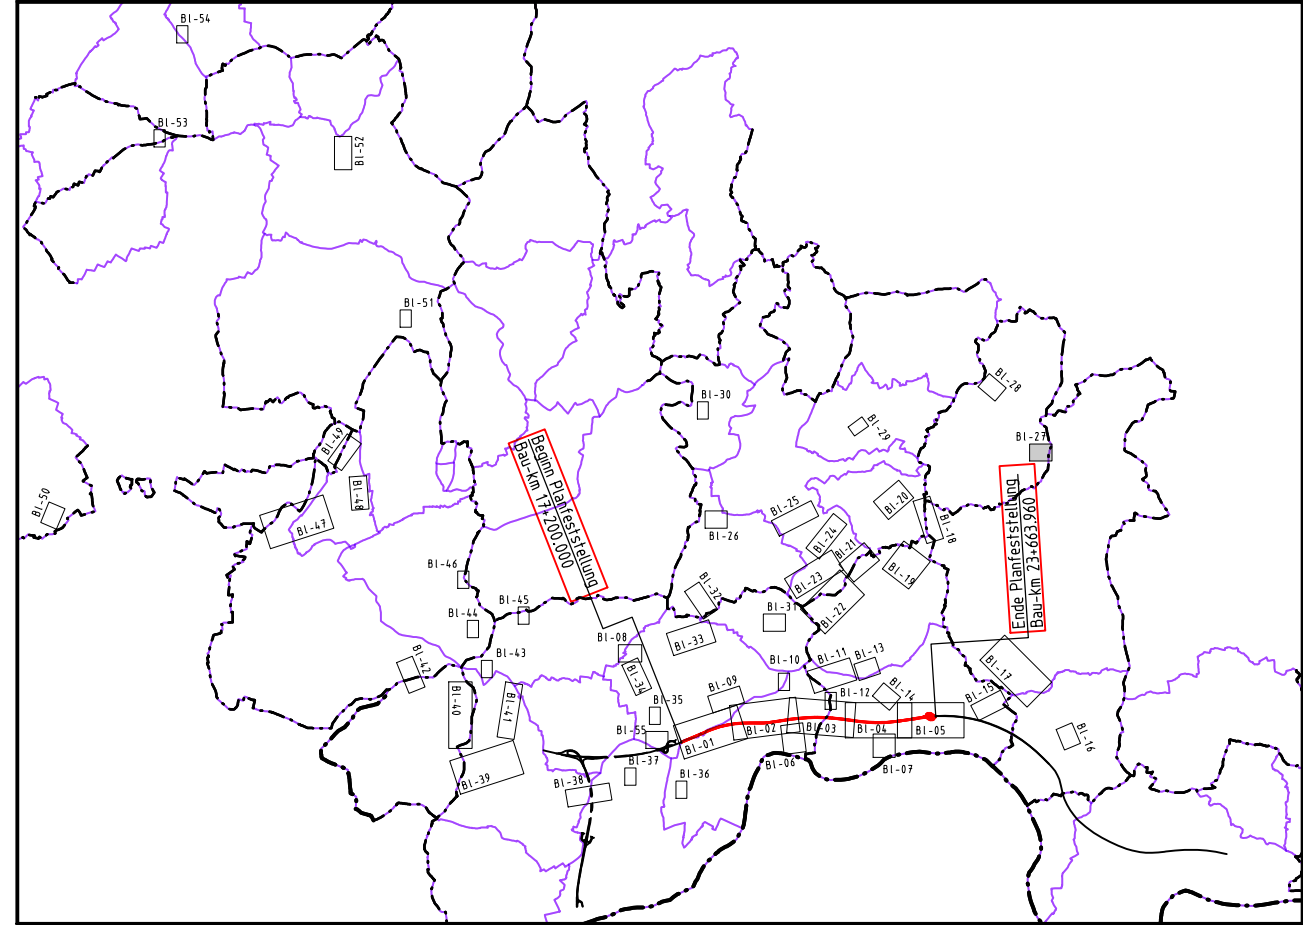 Bl-54
Bl-53
Bl-52
Bl-51
Bl-30
Bl-28
Bl-29
Bl-27
Bl-49
Bl-48
Bl-50
Bl-47
Beginn Planfeststellung
Bau-km 17+200.000
Bl-26
Bl-25
Bl-24
Bl-20
Bl-18
Bl-21
Bl-19
Bl-23
Bl-22
Ende Planfeststellung
Bau-km 23+663.960
Bl-46
Bl-45
Bl-44
Bl-43
Bl-42
Bl-32
Bl-31
Bl-33
Bl-08
Bl-34
Bl-35
Bl-55
Bl-09
Bl-10
Bl-11
Bl-13
Bl-12
Bl-14
Bl-15
Bl-17
Bl-16
Bl-40
Bl-41
Bl-39
Bl-38
Bl-37
Bl-36
Bl-01
Bl-02
Bl-03
Bl-04
Bl-05
Bl-06
Bl-07